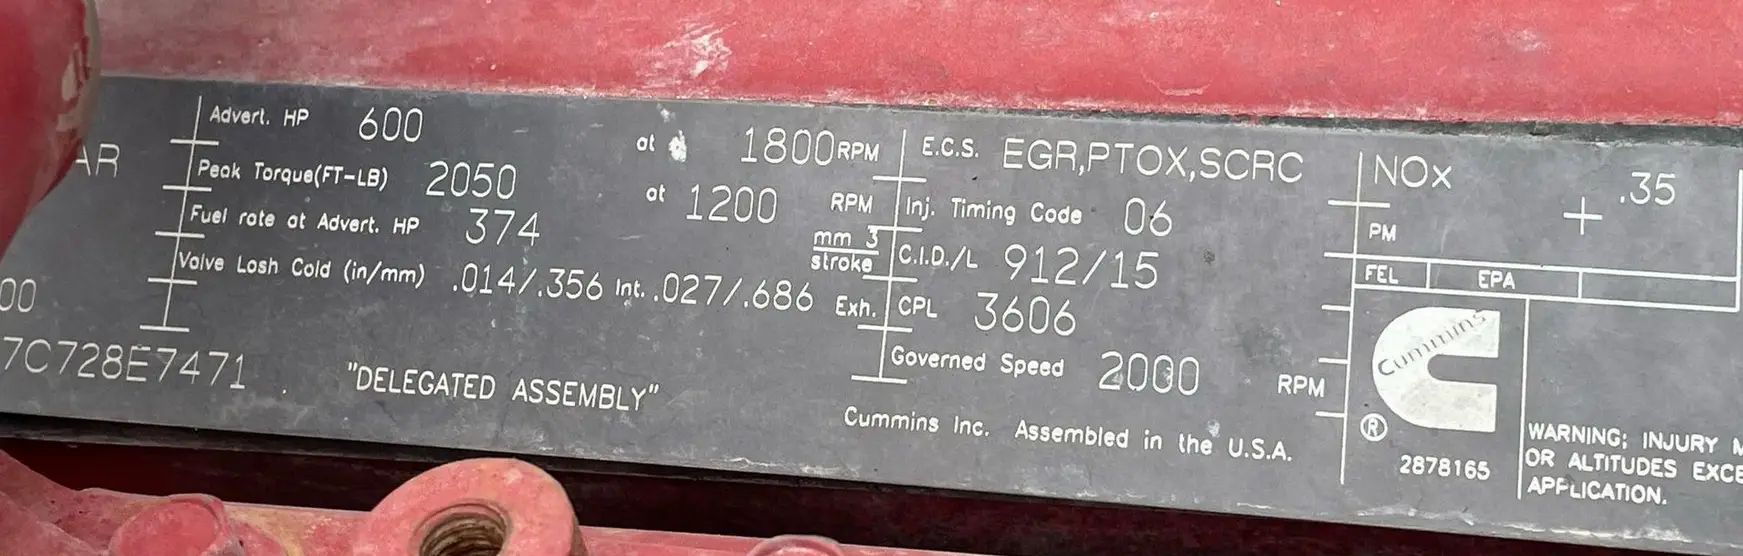 Advert. HP 600 at 1800RPM
AR
Peak Torque(FT-LB) 2050 at 1200 RPM
Fuel rate at Advert. HP 374 mm 3
stroke
Valve Lash Cold (in/mm) .014/.356 Int. .027/.686 Exh.
00
7C728E7471
"DELEGATED ASSEMBLY"
E.C.S. EGR,PTOX,SCRC
Inj. Timing Code 06
C.I.D./L 912/15
CPL 3606
Governed Speed 2000 RPM
Cummins Inc. Assembled in the U.S.A.
NOx + .35
PM
FEL EPA
Cummins
®
2878165
WARNING; INJURY
OR ALTITUDES EXCE
APPLICATION.